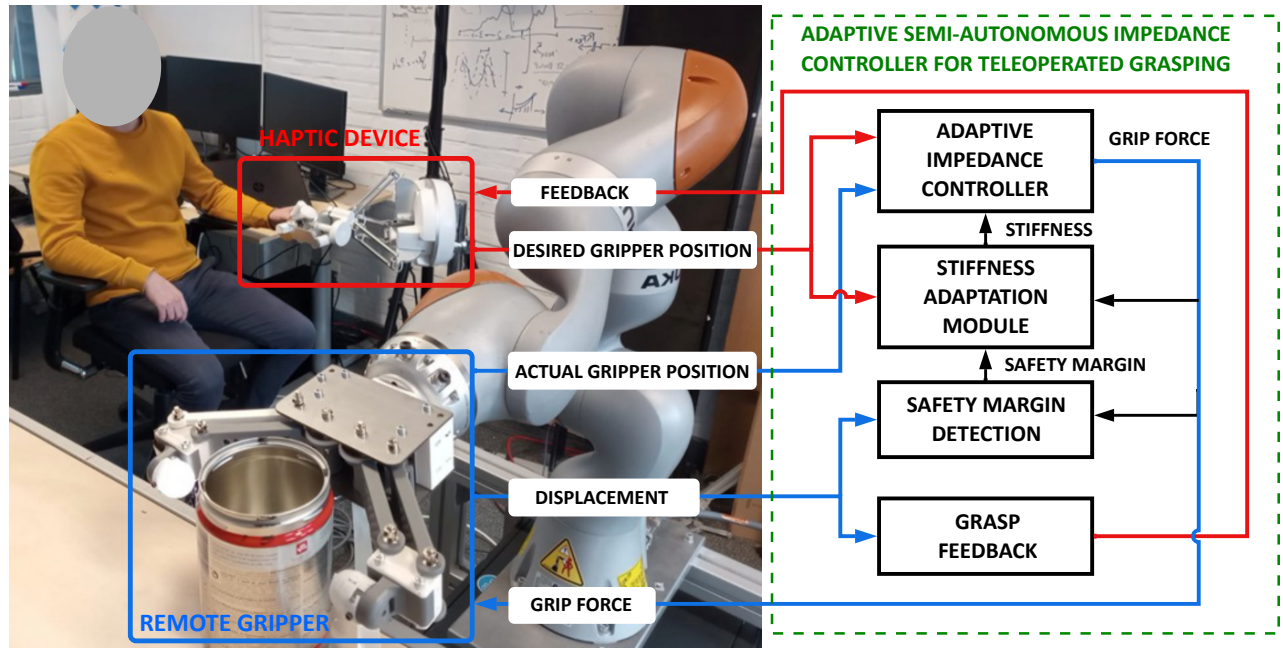 ADAPTIVE SEMI-AUTONOMOUS IMPEDANCE
CONTROLLER FOR TELEOPERATED GRASPING
HAPTIC DEVICE
FEEDBACK
DESIRED GRIPPER POSITION
ACTUAL GRIPPER POSITION
DISPLACEMENT
GRIP FORCE
REMOTE GRIPPER
ADAPTIVE
IMPEDANCE
CONTROLLER
GRIP FORCE
STIFFNESS
STIFFNESS
ADAPTATION
MODULE
SAFETY MARGIN
SAFETY MARGIN
DETECTION
GRASP
FEEDBACK
UKA
illy